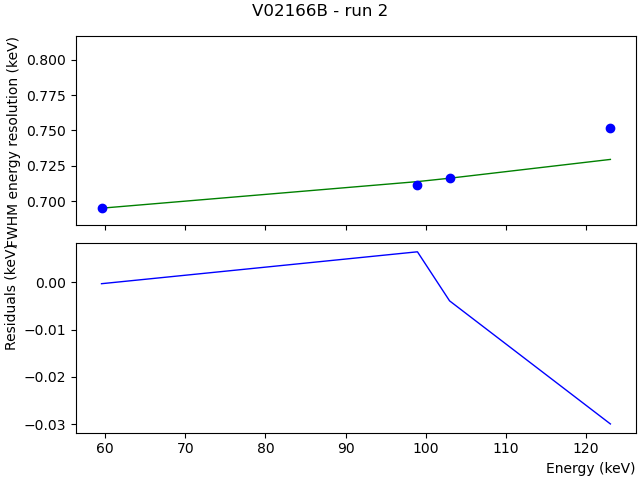 V02166B - run 2
FWHM energy resolution (keV)
0.800
0.775
0.750
0.725
0.700
Residuals (keV)
0.00
−0.01
−0.02
−0.03
60 70 80 90 100 110 120
Energy (keV)